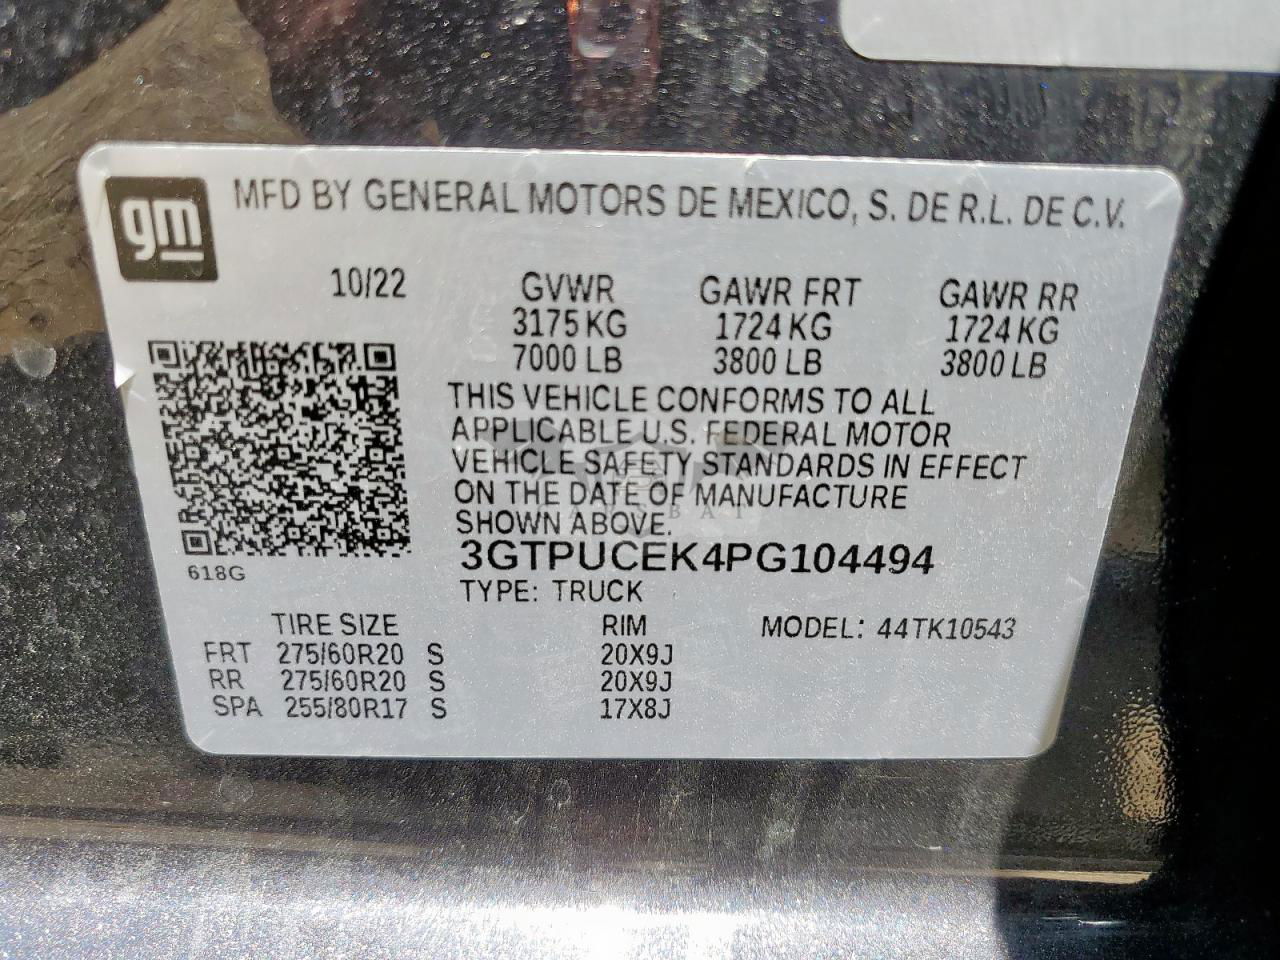 gm
MFD BY GENERAL MOTORS DE MEXICO, S. DE R.L. DE C.V.
10/22 GVWR GAWR FRT GAWR RR
3175 KG 1724 KG 1724 KG
7000 LB 3800 LB 3800 LB
THIS VEHICLE CONFORMS TO ALL
APPLICABLE U.S. FEDERAL MOTOR
VEHICLE SAFETY STANDARDS IN EFFECT
ON THE DATE OF MANUFACTURE
SHOWN ABOVE.
3GTPUCEK4PG104494
618G
TYPE: TRUCK
TIRE SIZE RIM MODEL: 44TK10543
FRT 275/60R20 S 20X9J
RR 275/60R20 S 20X9J
SPA 255/80R17 S 17X8J